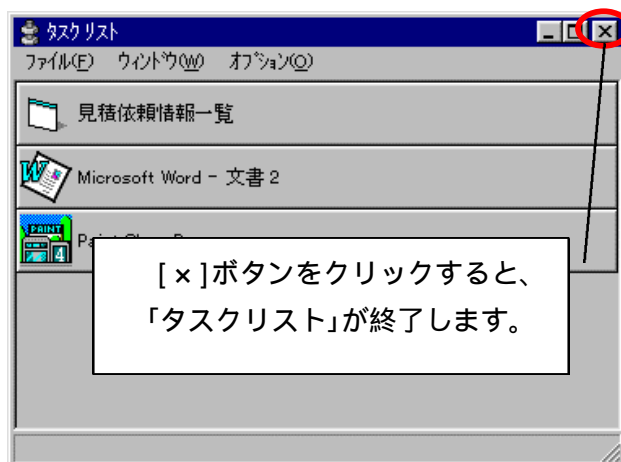 タスク リスト
ファイル(F) ウィンドウ(W) オプション(O)
見積依頼情報一覧
Microsoft Word - 文書 2
PAINT
4
[×]ボタンをクリックすると、
「タスクリスト」が終了します。